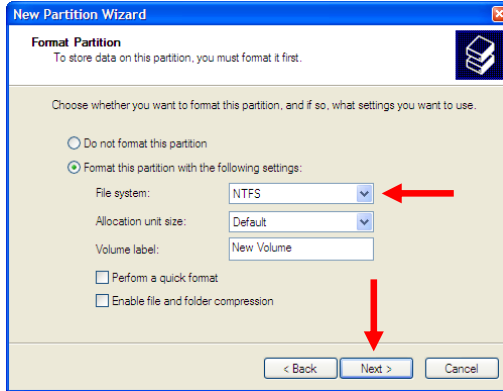 New Partition Wizard
Format Partition
To store data on this partition, you must format it first.
Choose whether you want to format this partition, and if so, what settings you want to use.
Do not format this partition
Format this partition with the following settings:
File system: NTFS
Allocation unit size: Default
Volume label: New Volume
Perform a quick format
Enable file and folder compression
< Back Next > Cancel